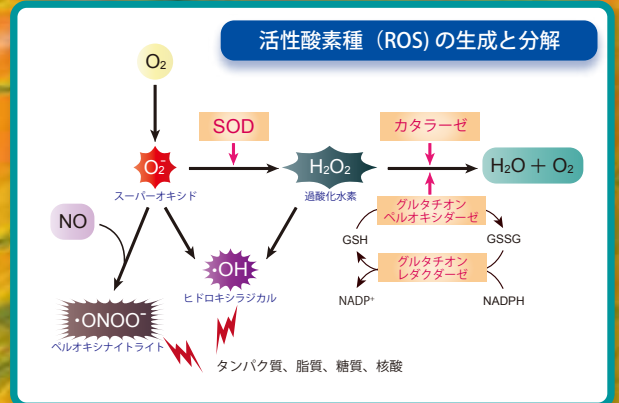 活性酸素種（ROS) の生成と分解
O₂
SOD
カタラーゼ
O₂⁻
H₂O₂
H₂O + O₂
スーパーオキシド
過酸化水素
グルタチオン
ペルオキシダーゼ
NO
GSH
GSSG
・OH
グルタチオン
レダクダーゼ
ヒドロキシラジカル
NADP⁺
NADPH
・ONOO⁻
ペルオキシナイトライト
タンパク質、脂質、糖質、核酸